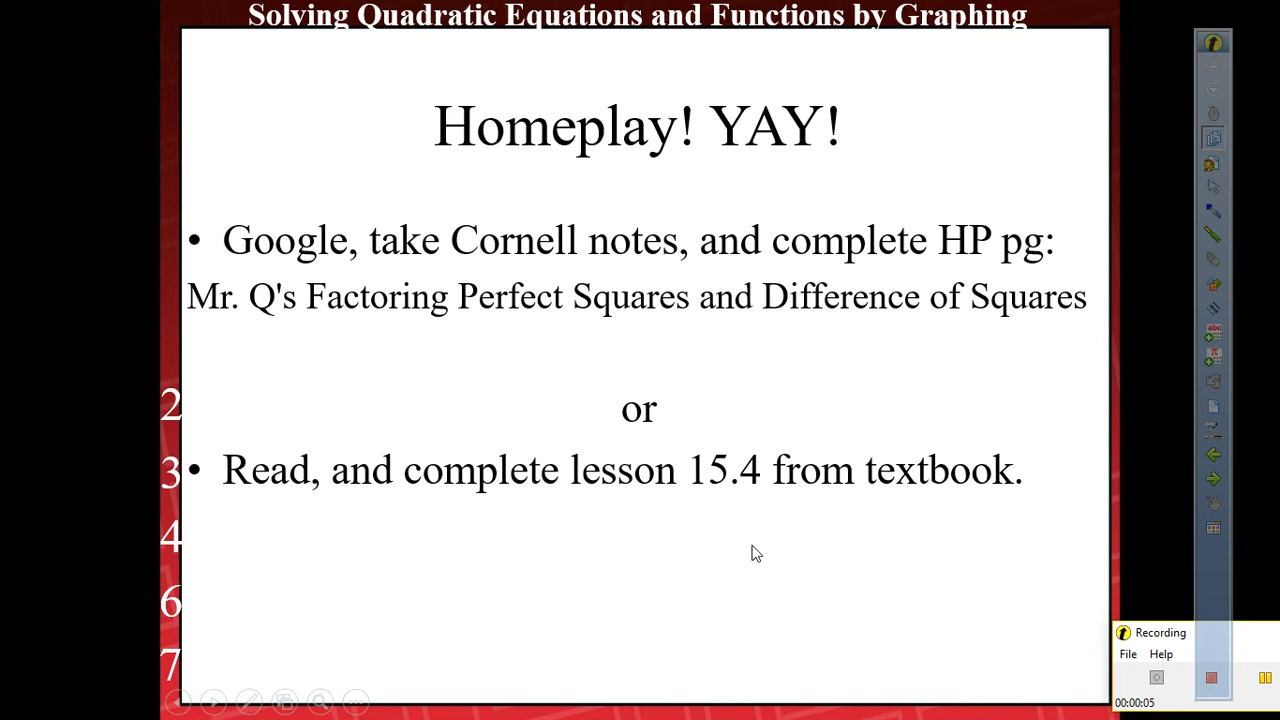 Solving Quadratic Equations and Functions by Graphing
Homeplay! YAY!
• Google, take Cornell notes, and complete HP pg:
Mr. Q's Factoring Perfect Squares and Difference of Squares
2
or
3
• Read, and complete lesson 15.4 from textbook.
4
6
7
abc
π
Recording
File Help
00:00:05